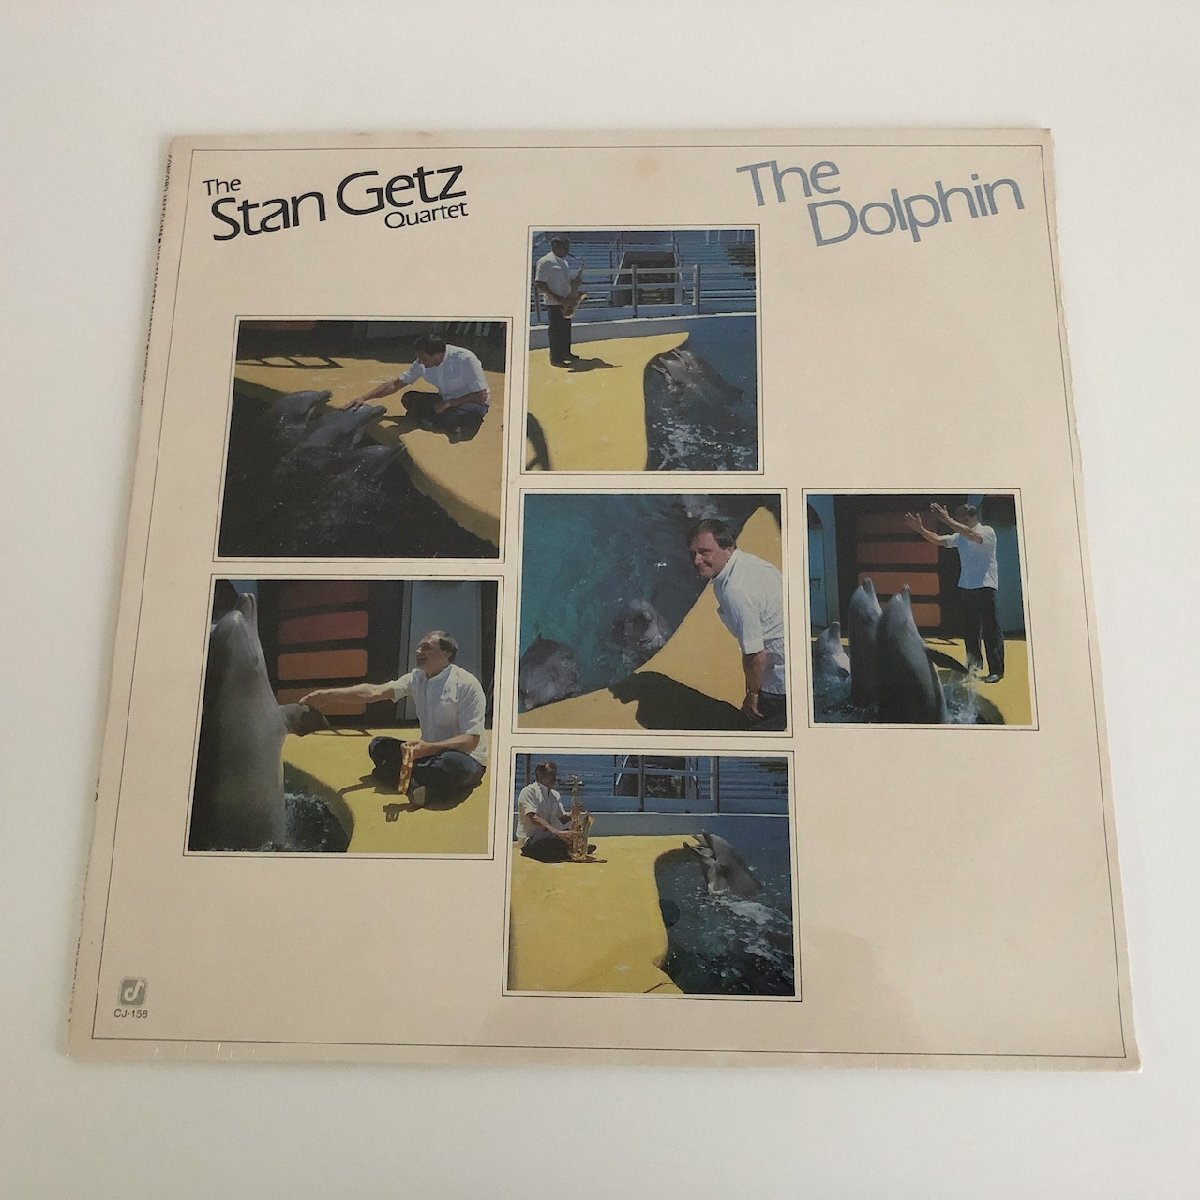 The
Stan Getz
Quartet
The
Dolphin
CJ-158